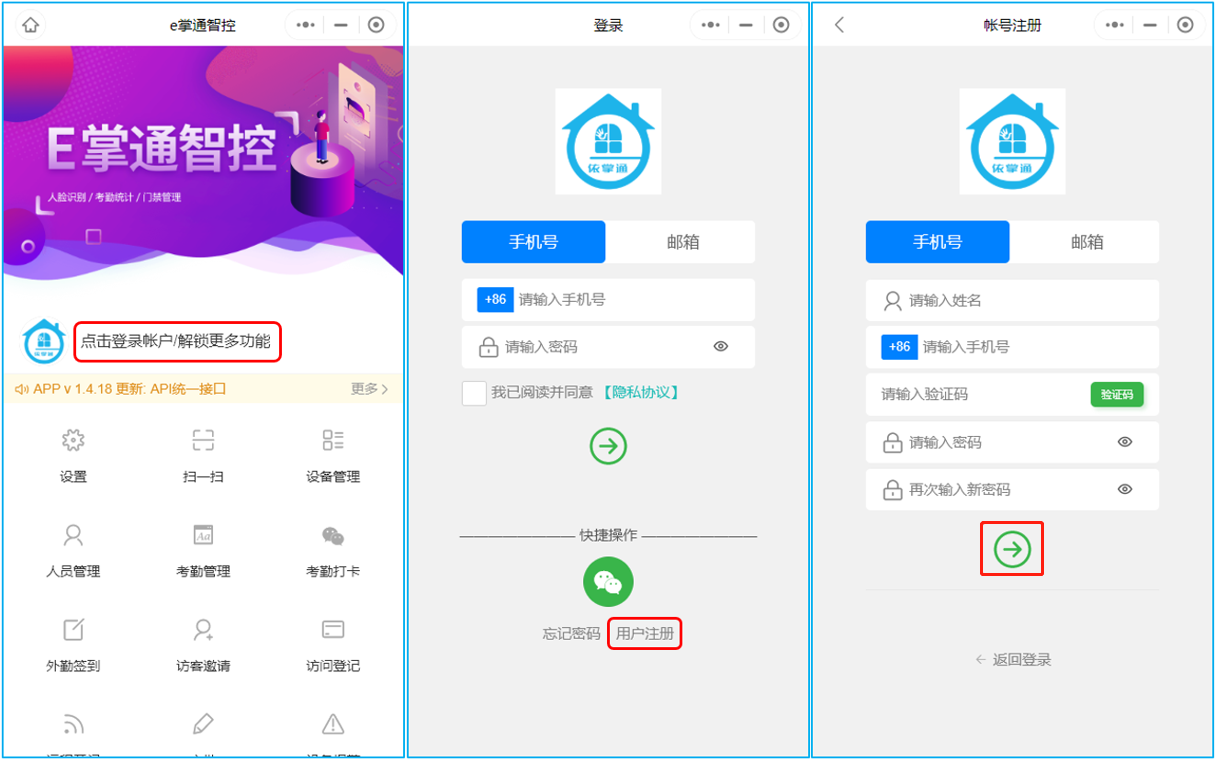 e掌通智控
E掌通智控
人脸识别 / 考勤统计 / 门禁管理
依掌通
点击登录帐户/解锁更多功能
APP v 1.4.18 更新: API统一接口 更多
设置 扫一扫 设备管理
Aa
人员管理 考勤管理 考勤打卡
外勤签到 访客邀请 访问登记
登录
依掌通
手机号 邮箱
+86 请输入手机号
请输入密码
我已阅读并同意 【隐私协议】
快捷操作
忘记密码 用户注册
帐号注册
依掌通
手机号 邮箱
请输入姓名
+86 请输入手机号
请输入验证码 验证码
请输入密码
再次输入新密码
返回登录